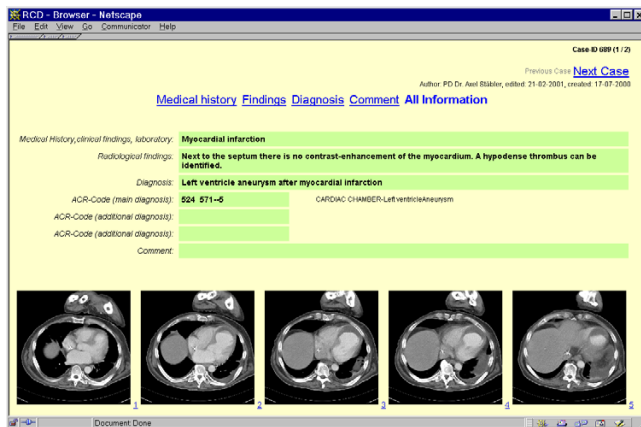 RCD - Browser - Netscape
File Edit View Go Communicator Help
Case-ID 689 (1 / 2)
Previous Case Next Case
Author: PD Dr. Axel Stäbler, edited: 21-02-2001, created: 17-07-2000
Medical history Findings Diagnosis Comment All Information
Medical History,clinical findings, laboratory: Myocardial infarction
Radiological findings: Next to the septum there is no contrast-enhancement of the myocardium. A hypodense thrombus can be
identified.
Diagnosis: Left ventricle aneurysm after myocardial infarction
ACR-Code (main diagnosis): 524 571--5 CARDIAC CHAMBER-LeftventricleAneurysm
ACR-Code (additional diagnosis):
ACR-Code (additional diagnosis):
Comment:
1 2 3 4 5
Document Done